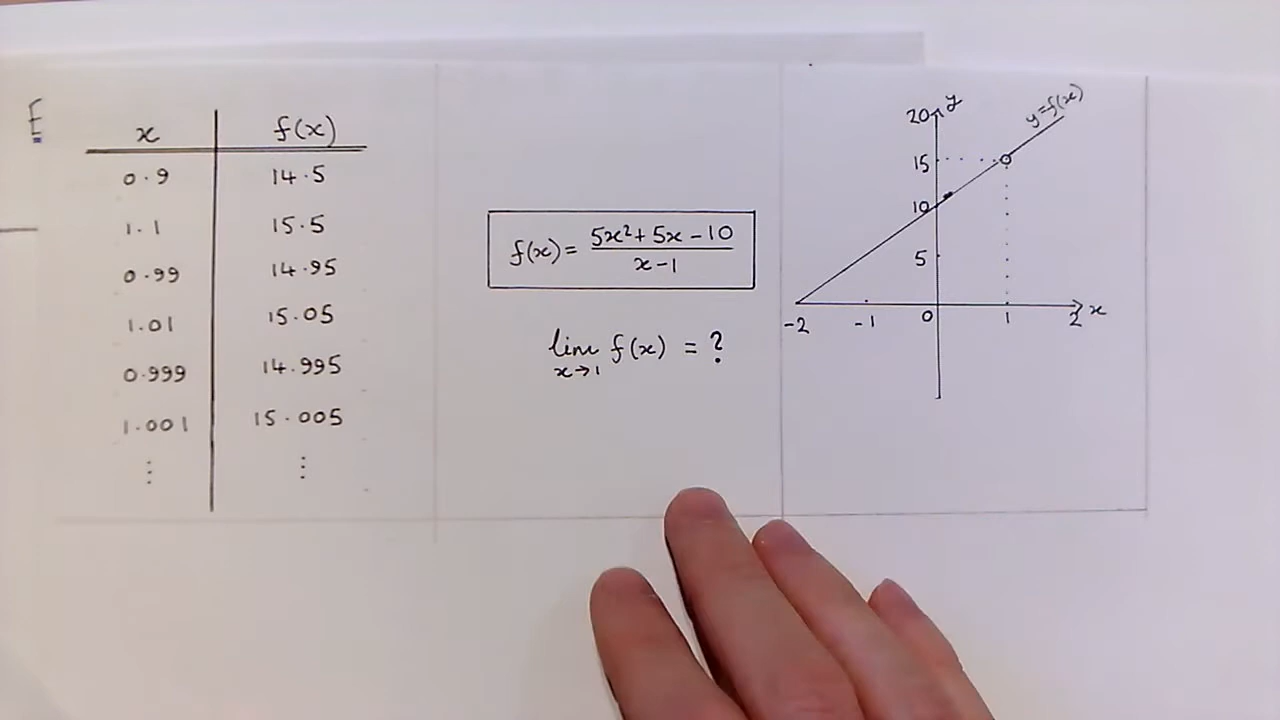 E
x f(x)
0.9 14.5
1.1 15.5
0.99 14.95
1.01 15.05
0.999 14.995
1.001 15.005
⋮ ⋮
f(x) = (5x² + 5x - 10)/(x - 1)
lim x→1 f(x) = ?
20 y
y=f(x)
15
10
5
-2 -1 0 1 2 x